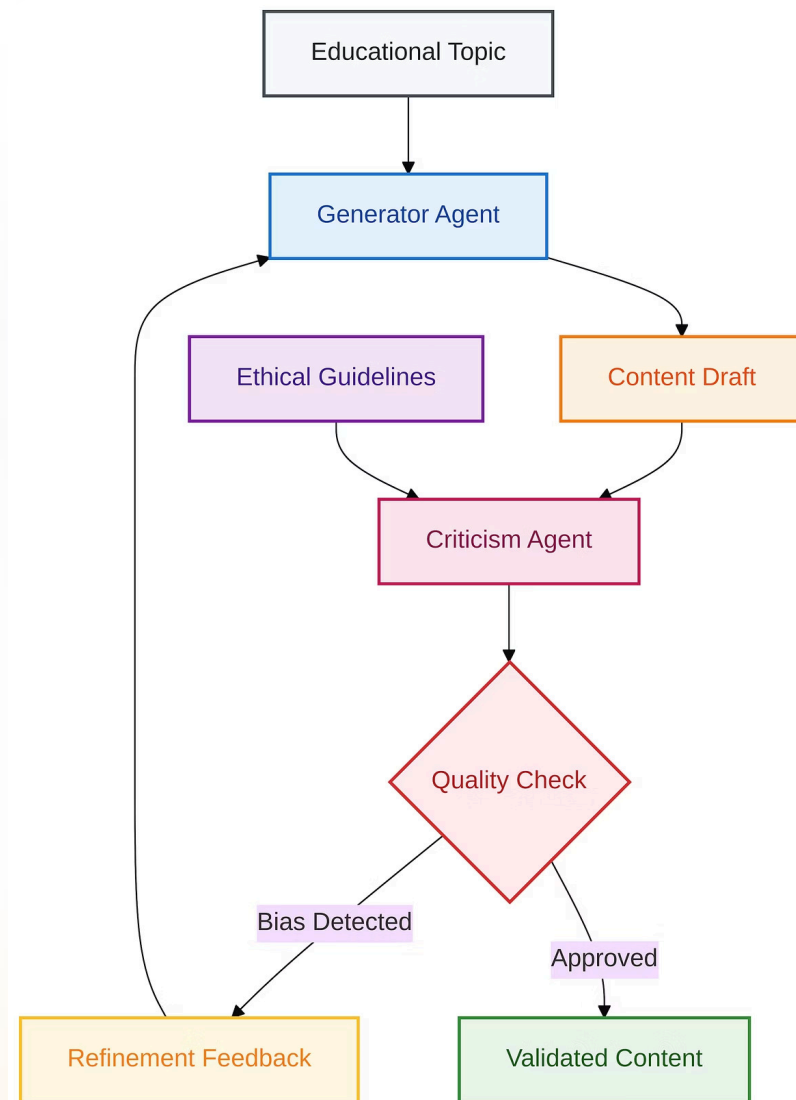 Educational Topic
Generator Agent
Ethical Guidelines
Content Draft
Criticism Agent
Quality Check
Bias Detected
Approved
Refinement Feedback
Validated Content